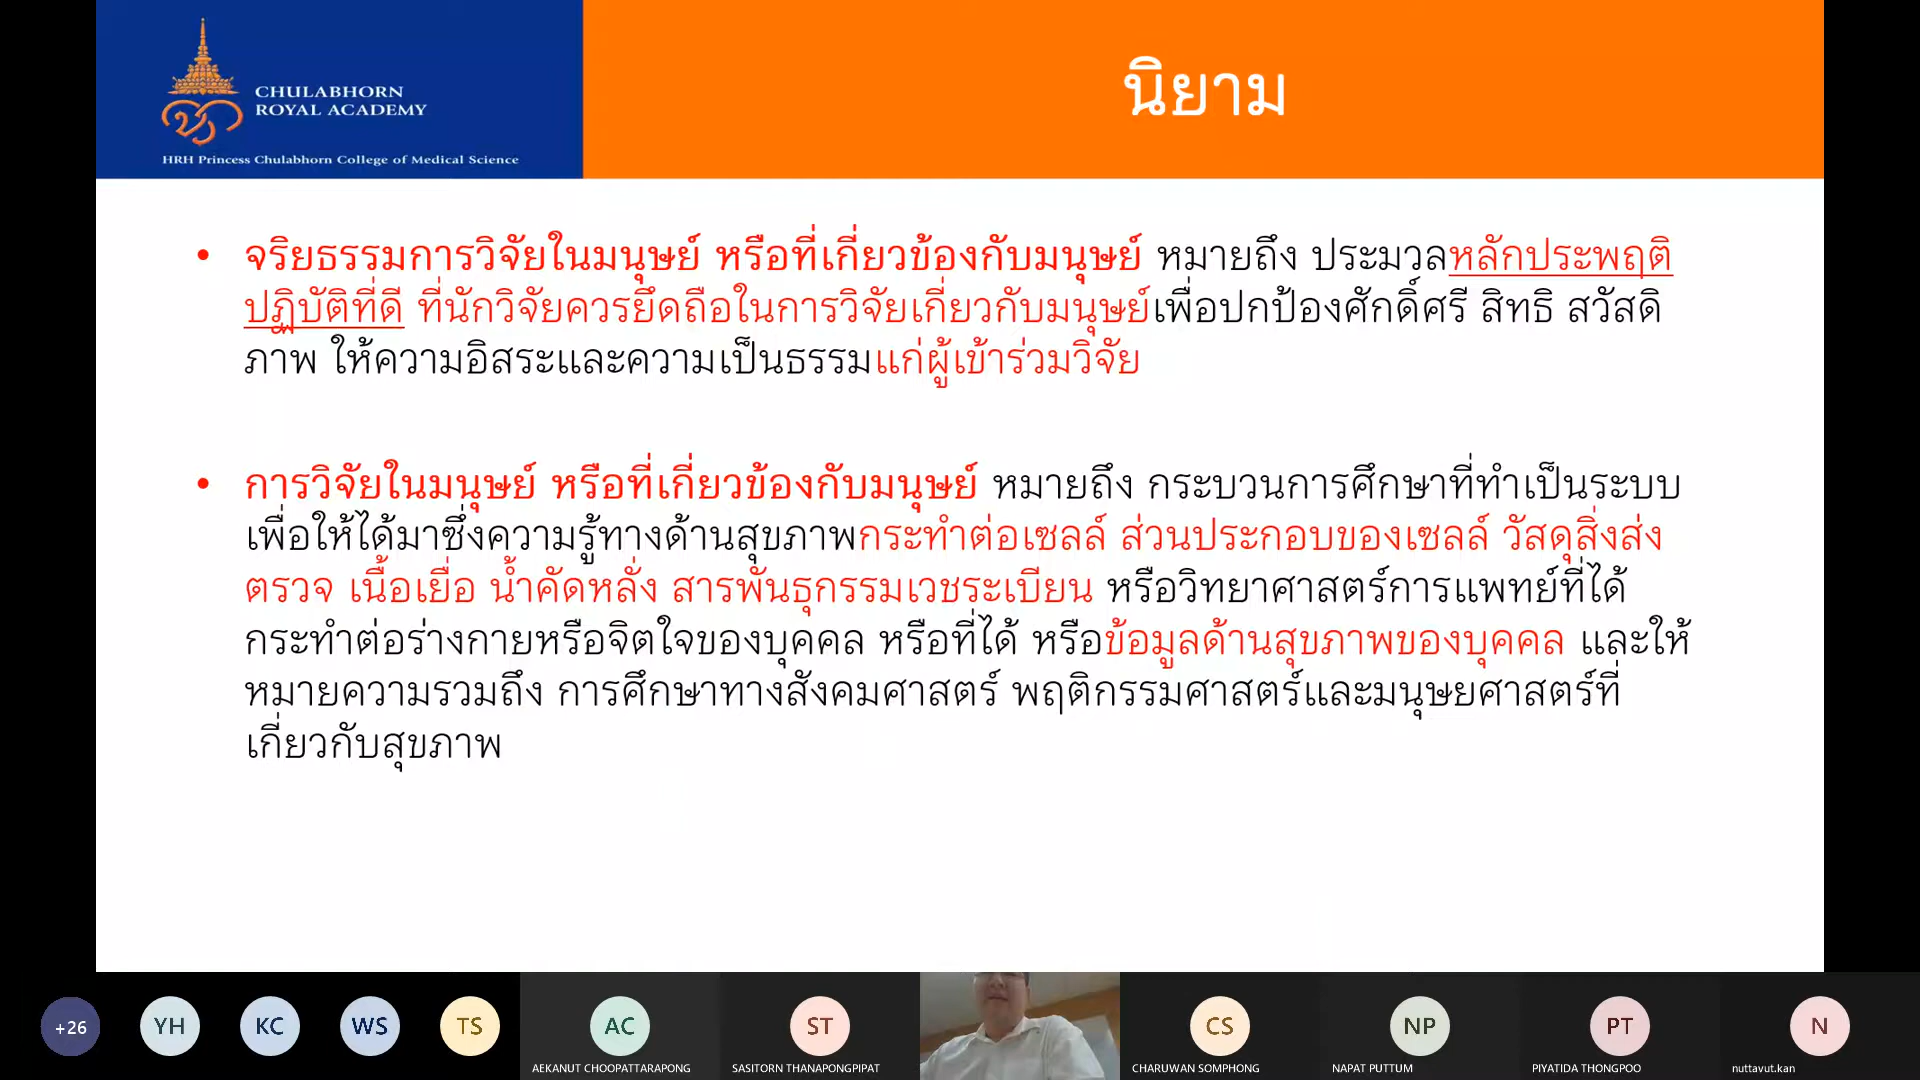 CHULABHORN
ROYAL ACADEMY
HRH Princess Chulabhorn College of Medical Science
นิยาม
• จริยธรรมการวิจัยในมนุษย์ หรือที่เกี่ยวข้องกับมนุษย์ หมายถึง ประมวลหลักประพฤติ
ปฏิบัติที่ดี ที่นักวิจัยควรยึดถือในการวิจัยเกี่ยวกับมนุษย์เพื่อปกป้องศักดิ์ศรี สิทธิ สวัสดิ
ภาพ ให้ความอิสระและความเป็นธรรมแก่ผู้เข้าร่วมวิจัย
• การวิจัยในมนุษย์ หรือที่เกี่ยวข้องกับมนุษย์ หมายถึง กระบวนการศึกษาที่ทำเป็นระบบ
เพื่อให้ได้มาซึ่งความรู้ทางด้านสุขภาพกระทำต่อเซลล์ ส่วนประกอบของเซลล์ วัสดุสิ่งส่ง
ตรวจ เนื้อเยื่อ น้ำคัดหลั่ง สารพันธุกรรมเวชระเบียน หรือวิทยาศาสตร์การแพทย์ที่ได้
กระทำต่อร่างกายหรือจิตใจของบุคคล หรือที่ได้ หรือข้อมูลด้านสุขภาพของบุคคล และให้
หมายความรวมถึง การศึกษาทางสังคมศาสตร์ พฤติกรรมศาสตร์และมนุษยศาสตร์ที่
เกี่ยวกับสุขภาพ
+26 YH KC WS TS AC ST CS NP PT N
AEKANUT CHOOPATTARAPONG SASITORN THANAPONGPIPAT CHARUWAN SOMPHONG NAPAT PUTTUM PIYATIDA THONGPOO nuttavut.kan